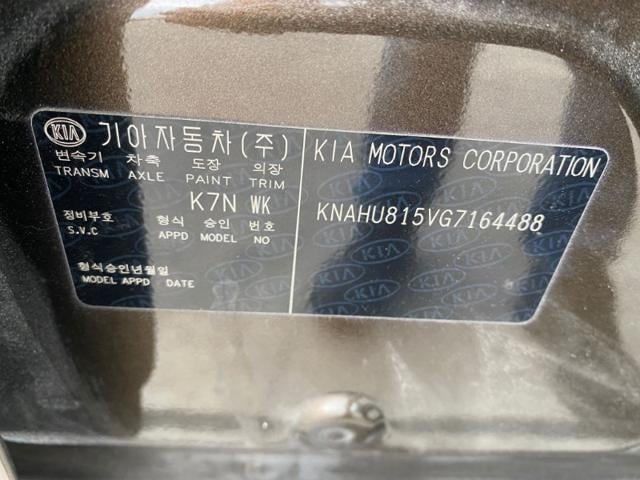 KIA 기아자동차(주)
변속기 차축 도장 의장
TRANSM AXLE PAINT TRIM
K7N WK
정비부호 형식 승인 번호
S.V.C APPD MODEL NO
형식승인년월일
MODEL APPD DATE
KIA MOTORS CORPORATION
KNAHU815VG7164488